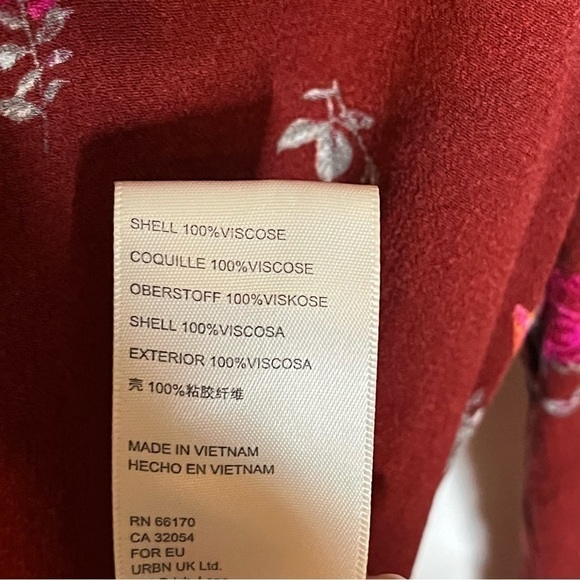 SHELL 100%VISCOSE
COQUILLE 100%VISCOSE
OBERSTOFF 100%VISKOSE
SHELL 100%VISCOSA
EXTERIOR 100%VISCOSA
壳 100%粘胶纤维
MADE IN VIETNAM
HECHO EN VIETNAM
RN 66170
CA 32054
FOR EU
URBN UK Ltd.